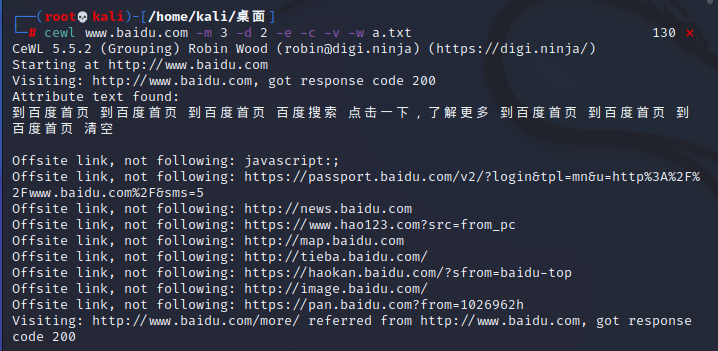 ┌──(root💀kali)-[/home/kali/桌面]
└─# cewl www.baidu.com -m 3 -d 2 -e -c -v -w a.txt 130 ⨯
CeWL 5.5.2 (Grouping) Robin Wood (robin@digi.ninja) (https://digi.ninja/)
Starting at http://www.baidu.com
Visiting: http://www.baidu.com, got response code 200
Attribute text found:
到百度首页 到百度首页 到百度首页 百度搜索 点击一下，了解更多 到百度首页 到百度首页 到
百度首页 清空
Offsite link, not following: javascript:;
Offsite link, not following: https://passport.baidu.com/v2/?login&tpl=mn&u=http%3A%2F%
2Fwww.baidu.com%2F&sms=5
Offsite link, not following: http://news.baidu.com
Offsite link, not following: https://www.hao123.com?src=from_pc
Offsite link, not following: http://map.baidu.com
Offsite link, not following: http://tieba.baidu.com/
Offsite link, not following: https://haokan.baidu.com/?sfrom=baidu-top
Offsite link, not following: http://image.baidu.com/
Offsite link, not following: https://pan.baidu.com?from=1026962h
Visiting: http://www.baidu.com/more/ referred from http://www.baidu.com, got response
code 200